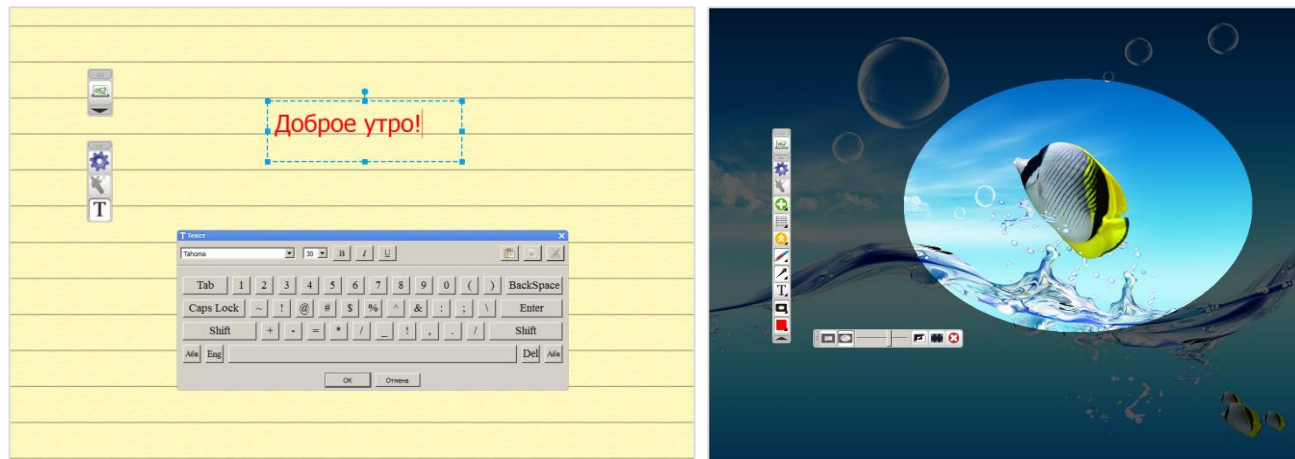 Доброе утро!
T Текст
Tahoma 30 B I U
Tab 1 2 3 4 5 6 7 8 9 0 ( ) BackSpace
Caps Lock ~ ! @ # $ % ^ & : ; \ Enter
Shift + - = * / _ ! , . / Shift
Абв Eng Del Абв
OK Отмена
T
T